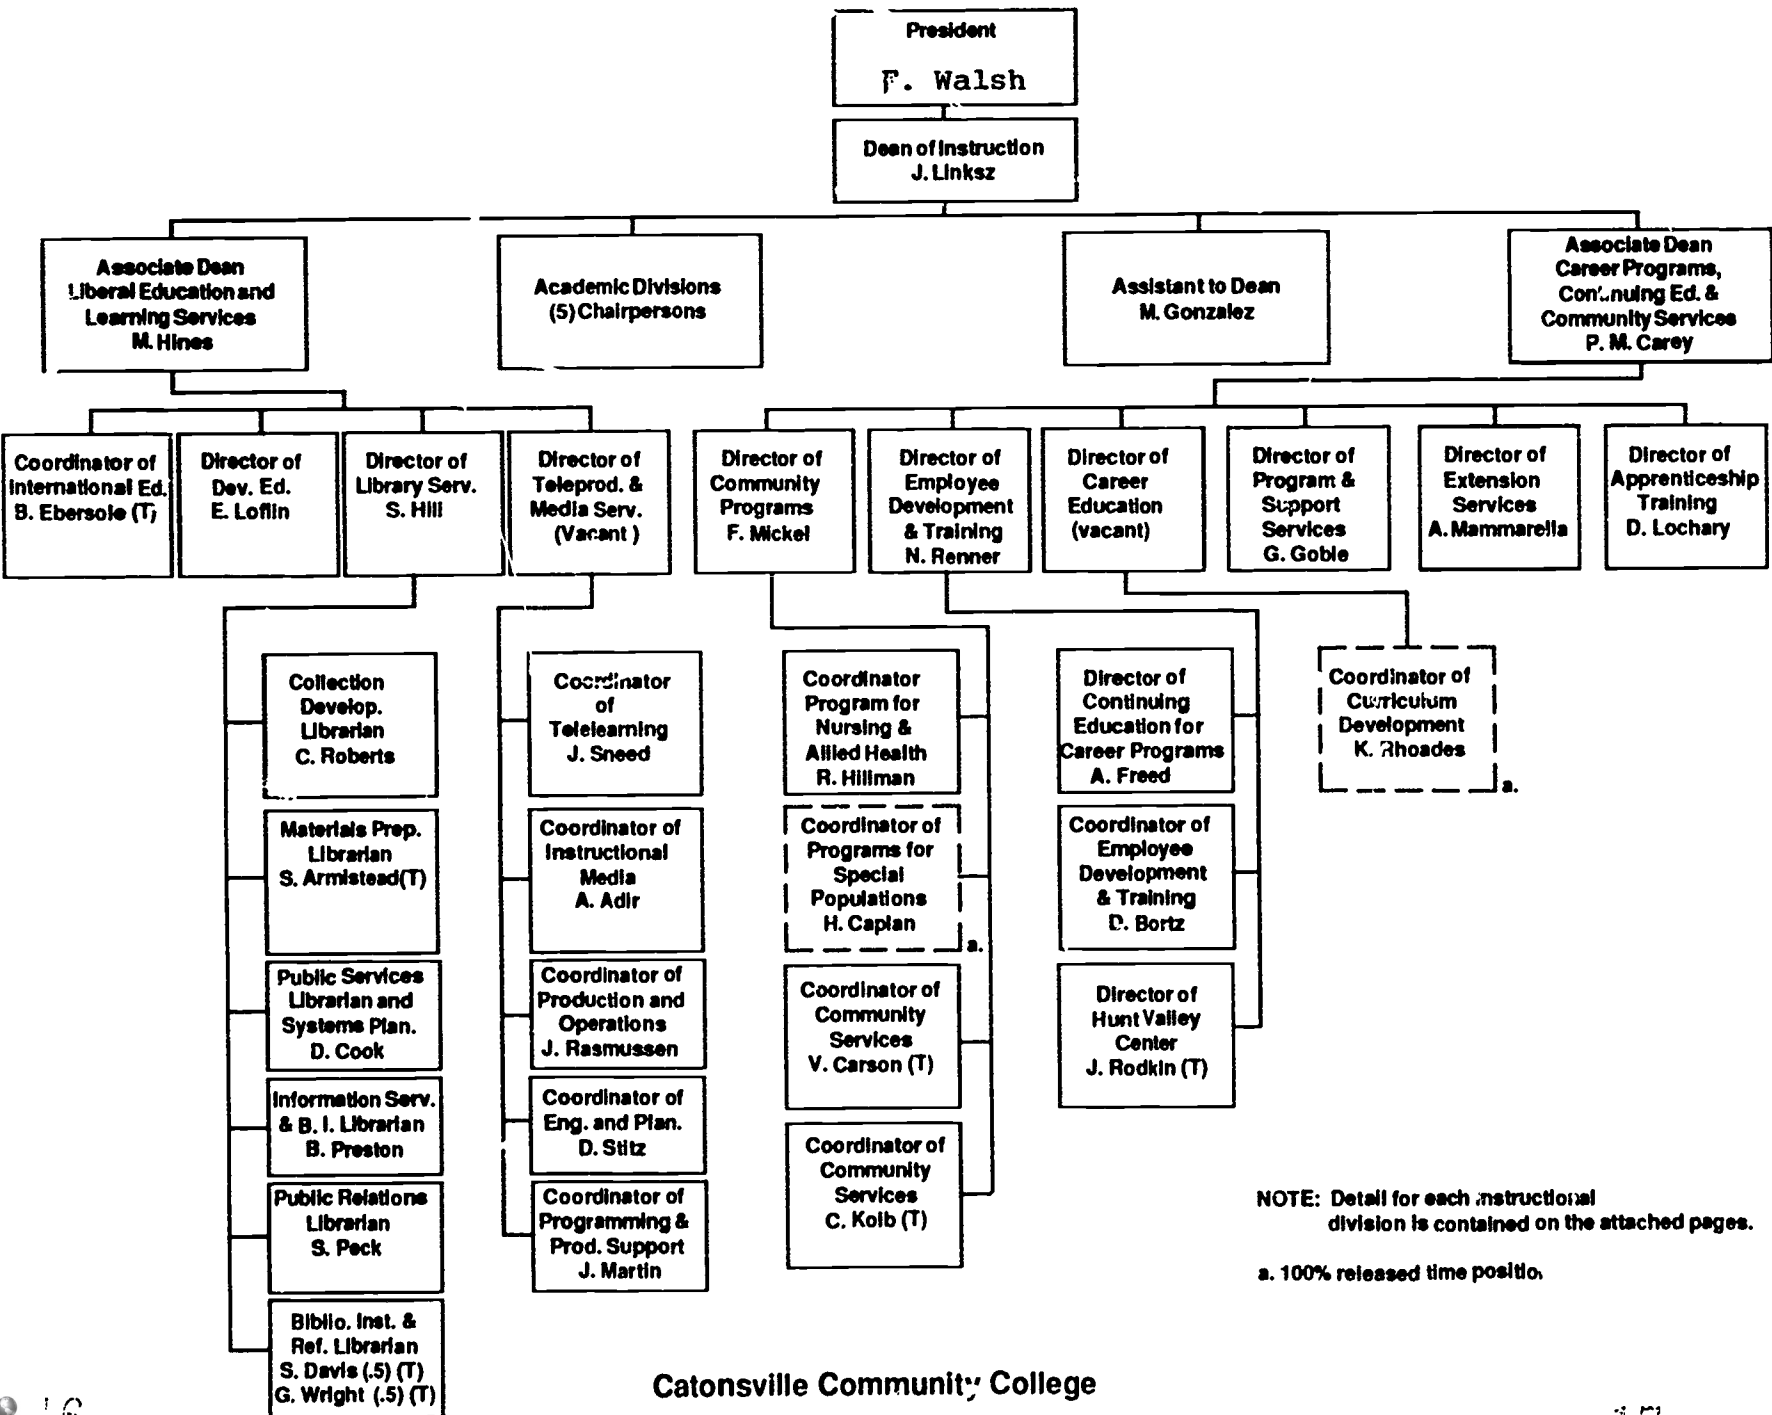 President
F. Walsh
Dean of Instruction
J. Linksz
Associate Dean
Liberal Education and
Learning Services
M. Hines
Academic Divisions
(5) Chairpersons
Assistant to Dean
M. Gonzalez
Associate Dean
Career Programs,
Continuing Ed. &
Community Services
P. M. Carey
Coordinator of
International Ed.
B. Ebersole (T)
Director of
Dev. Ed.
E. Loflin
Director of
Library Serv.
S. Hill
Director of
Teleprod. &
Media Serv.
(Vacant )
Director of
Community
Programs
F. Mickel
Director of
Employee
Development
& Training
N. Renner
Director of
Career
Education
(vacant)
Director of
Program &
Support
Services
G. Goble
Director of
Extension
Services
A. Mammarella
Director of
Apprenticeship
Training
D. Lochary
Collection
Develop.
Librarian
C. Roberts
Materials Prep.
Librarian
S. Armistead(T)
Public Services
Librarian and
Systems Plan.
D. Cook
Information Serv.
& B. I. Librarian
B. Preston
Public Relations
Librarian
S. Peck
Biblio. Inst. &
Ref. Librarian
S. Davis (.5) (T)
G. Wright (.5) (T)
Coordinator
of
Telelearning
J. Sneed
Coordinator of
Instructional
Media
A. Adir
Coordinator of
Production and
Operations
J. Rasmussen
Coordinator of
Eng. and Plan.
D. Stitz
Coordinator of
Programming &
Prod. Support
J. Martin
Coordinator
Program for
Nursing &
Allied Health
R. Hillman
Coordinator of
Programs for
Special
Populations
H. Caplan
a.
Coordinator of
Community
Services
V. Carson (T)
Coordinator of
Community
Services
C. Kolb (T)
Director of
Continuing
Education for
Career Programs
A. Freed
Coordinator of
Employee
Development
& Training
D. Bortz
Director of
Hunt Valley
Center
J. Rodkin (T)
Coordinator of
Curriculum
Development
K. Rhoades
a.
NOTE: Detail for each instructional
division is contained on the attached pages.
a. 100% released time position
Catonsville Community College